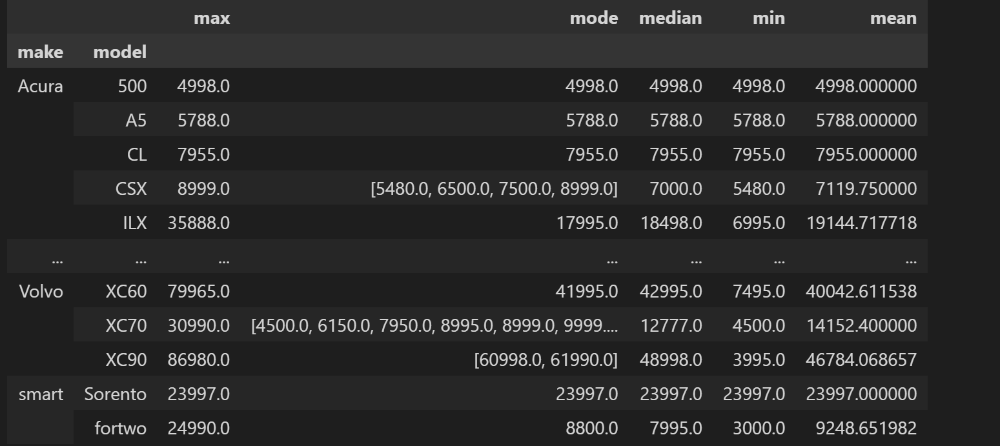 max mode median min mean
make model
Acura 500 4998.0 4998.0 4998.0 4998.0 4998.000000
A5 5788.0 5788.0 5788.0 5788.0 5788.000000
CL 7955.0 7955.0 7955.0 7955.0 7955.000000
CSX 8999.0 [5480.0, 6500.0, 7500.0, 8999.0] 7000.0 5480.0 7119.750000
ILX 35888.0 17995.0 18498.0 6995.0 19144.717718
... ... ... ... ... ... ...
Volvo XC60 79965.0 41995.0 42995.0 7495.0 40042.611538
XC70 30990.0 [4500.0, 6150.0, 7950.0, 8995.0, 8999.0, 9999.... 12777.0 4500.0 14152.400000
XC90 86980.0 [60998.0, 61990.0] 48998.0 3995.0 46784.068657
smart Sorento 23997.0 23997.0 23997.0 23997.0 23997.000000
fortwo 24990.0 8800.0 7995.0 3000.0 9248.651982